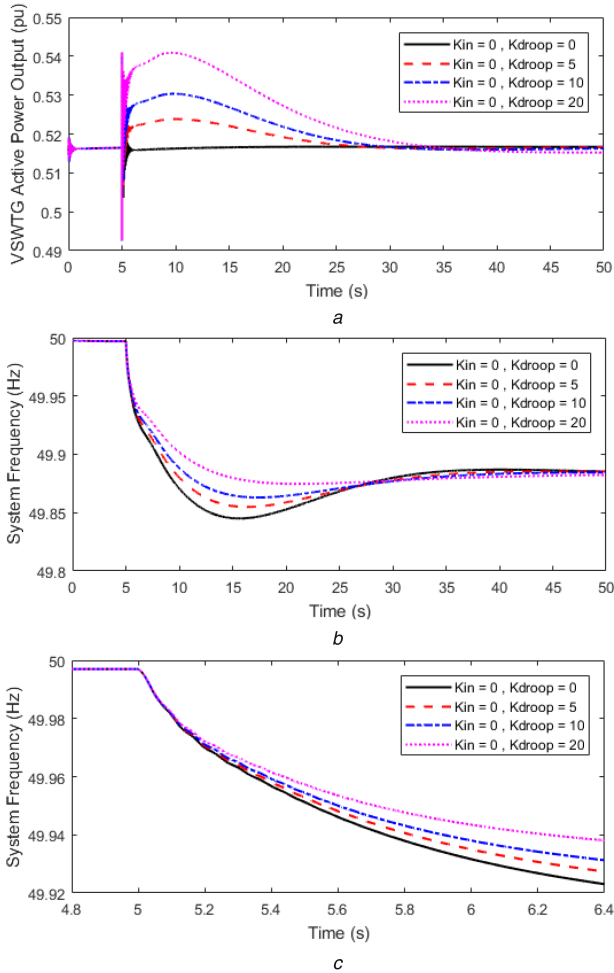 VSWTG Active Power Output (pu)
0.55
0.54
0.53
0.52
0.51
0.5
0.49
Kin = 0 , Kdroop = 0
Kin = 0 , Kdroop = 5
Kin = 0 , Kdroop = 10
Kin = 0 , Kdroop = 20
0 5 10 15 20 25 30 35 40 45 50
Time (s)
a
System Frequency (Hz)
50
49.95
49.9
49.85
49.8
Kin = 0 , Kdroop = 0
Kin = 0 , Kdroop = 5
Kin = 0 , Kdroop = 10
Kin = 0 , Kdroop = 20
0 5 10 15 20 25 30 35 40 45 50
Time (s)
b
System Frequency (Hz)
50
49.98
49.96
49.94
49.92
Kin = 0 , Kdroop = 0
Kin = 0 , Kdroop = 5
Kin = 0 , Kdroop = 10
Kin = 0 , Kdroop = 20
4.8 5 5.2 5.4 5.6 5.8 6 6.2 6.4
Time (s)
c